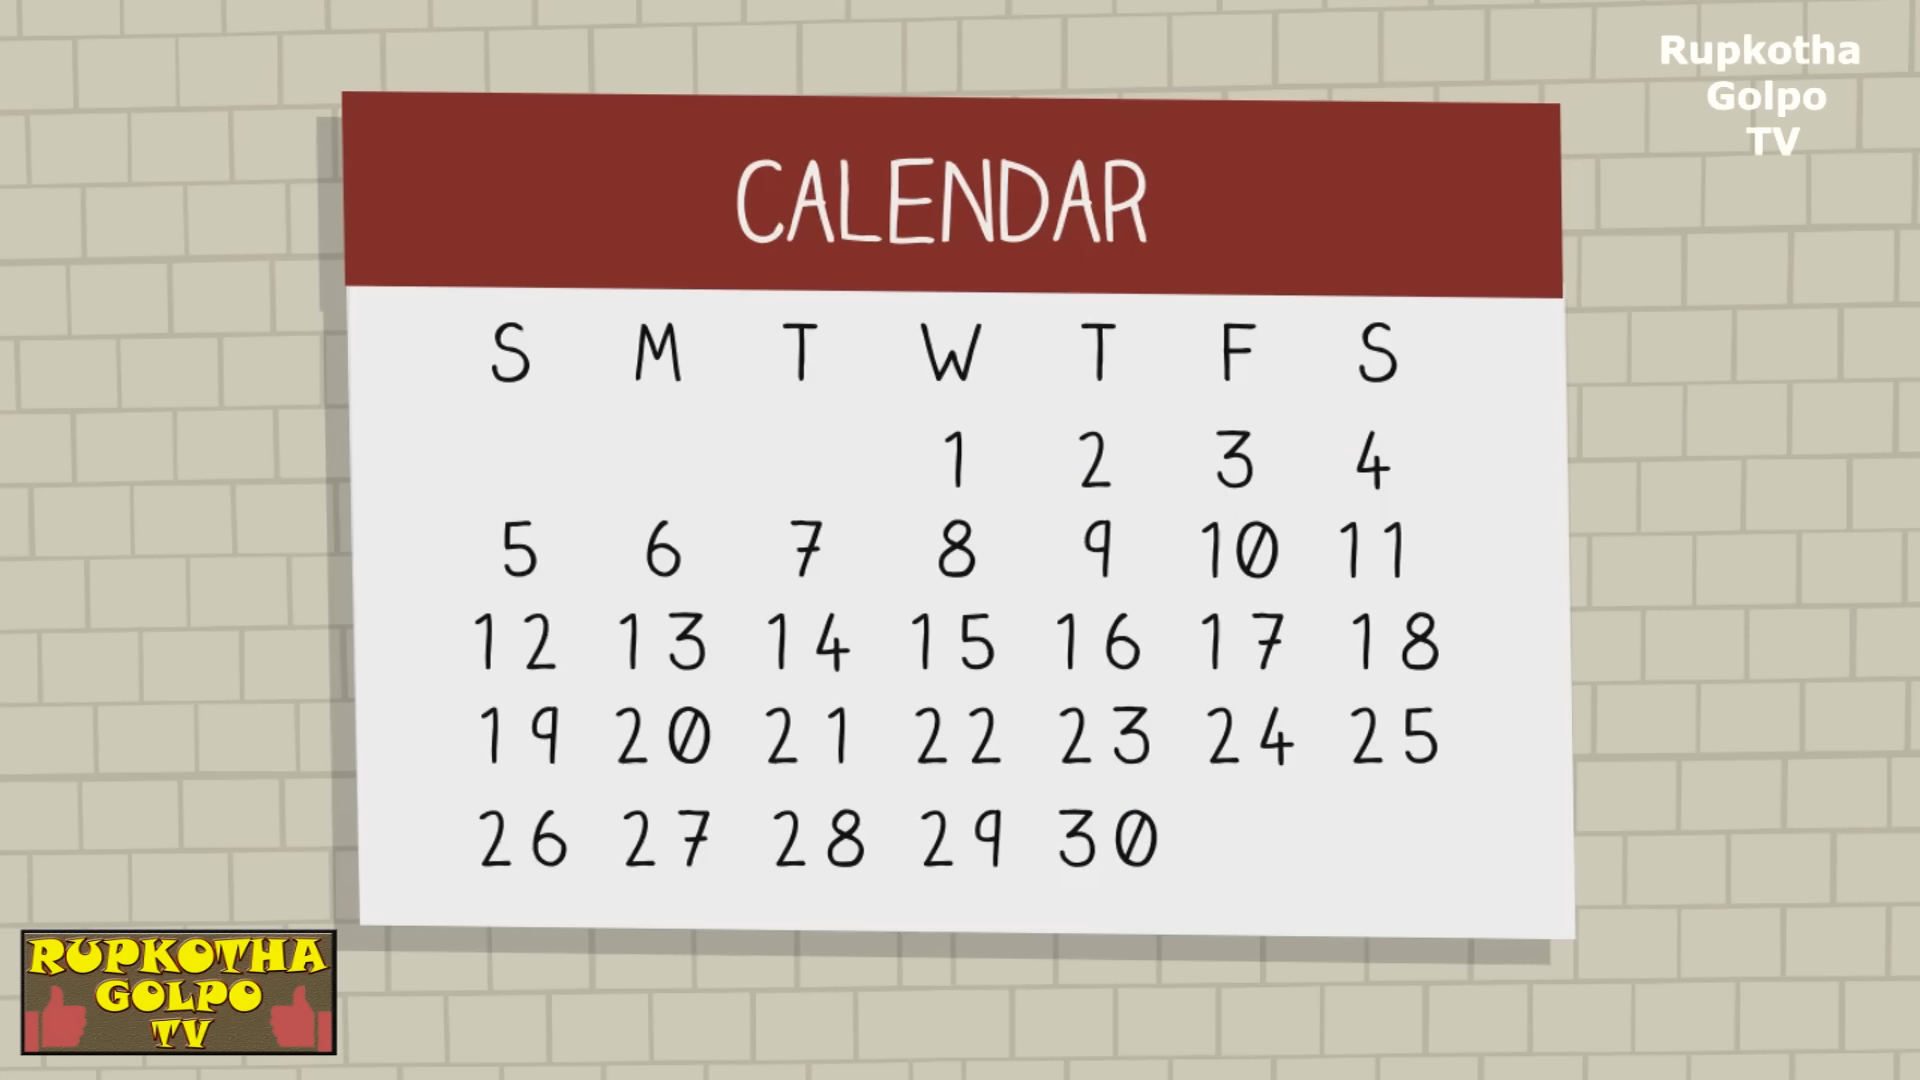 Rupkotha
Golpo
TV
CALENDAR
S M T W T F S
1 2 3 4
5 6 7 8 9 10 11
12 13 14 15 16 17 18
19 20 21 22 23 24 25
26 27 28 29 30
RUPKOTHA
GOLPO
TV